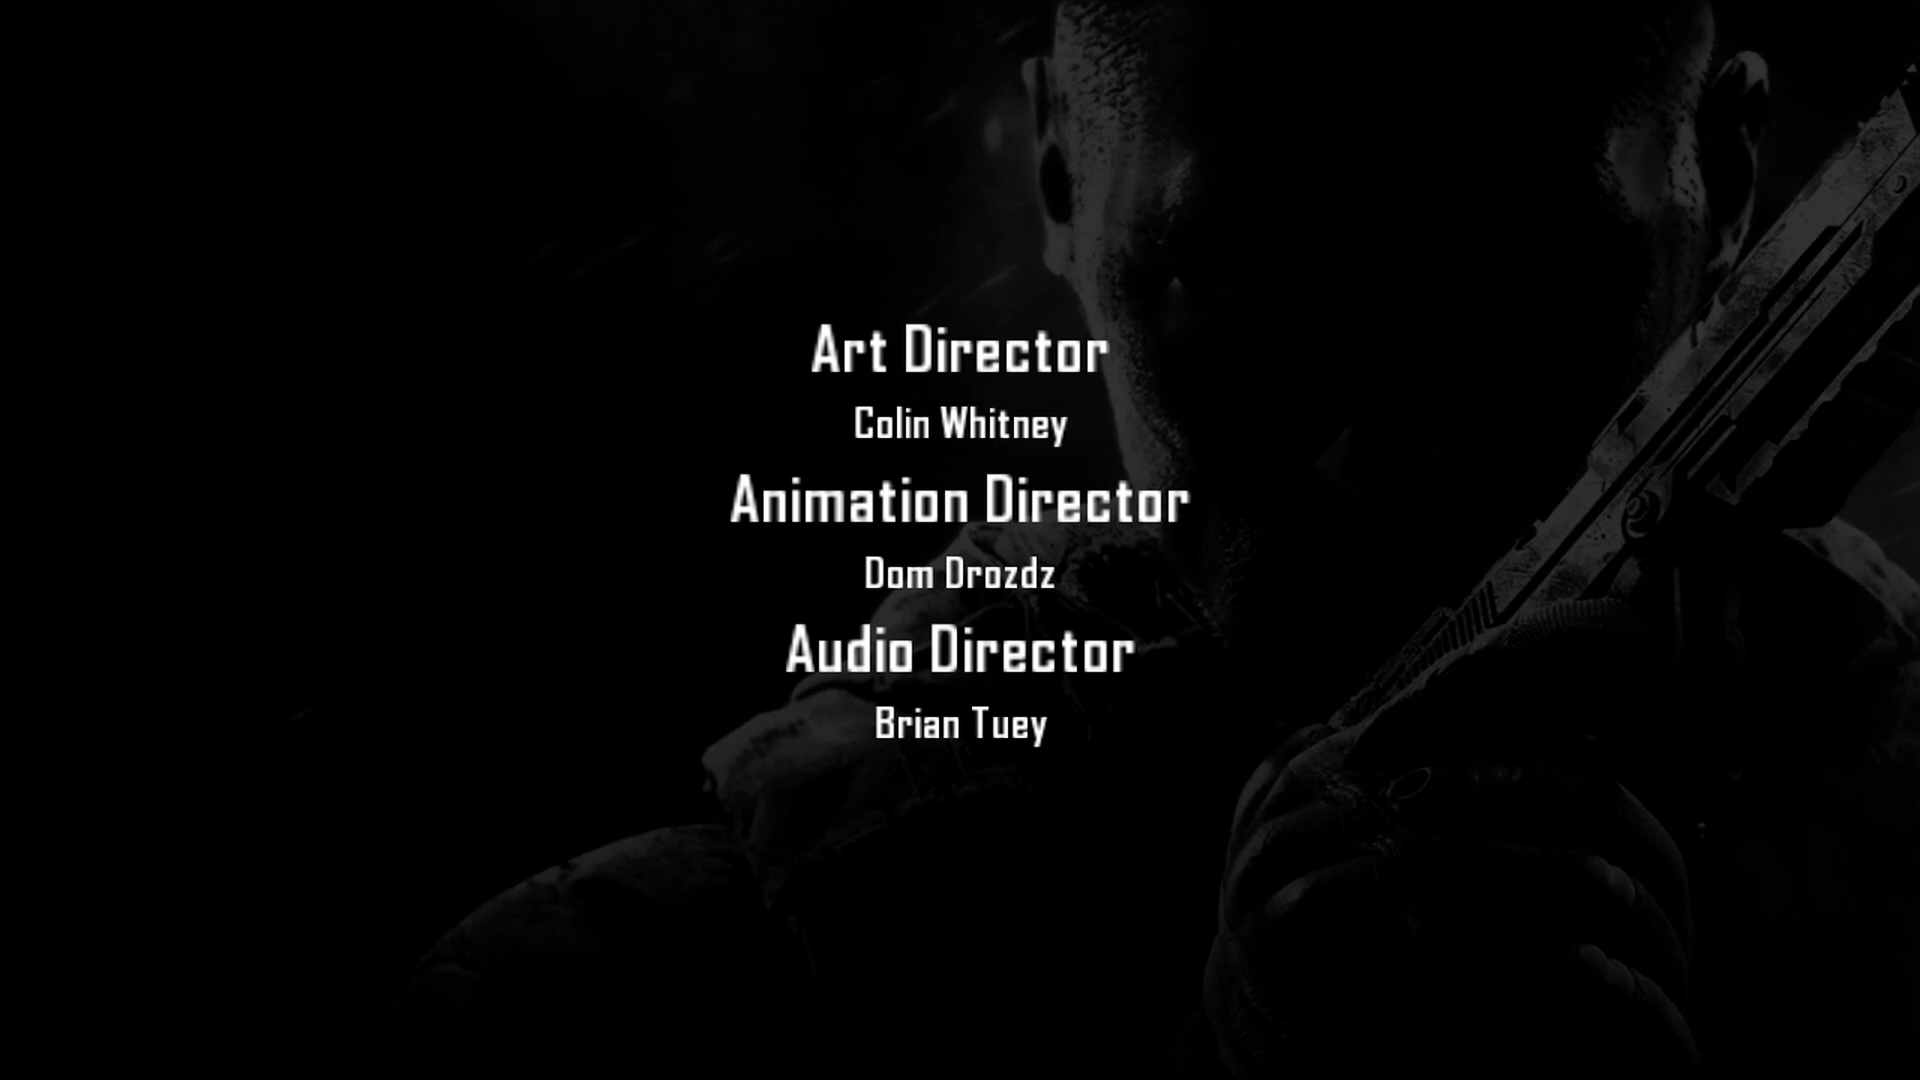 Art Director
Colin Whitney
Animation Director
Dom Drozdz
Audio Director
Brian Tuey